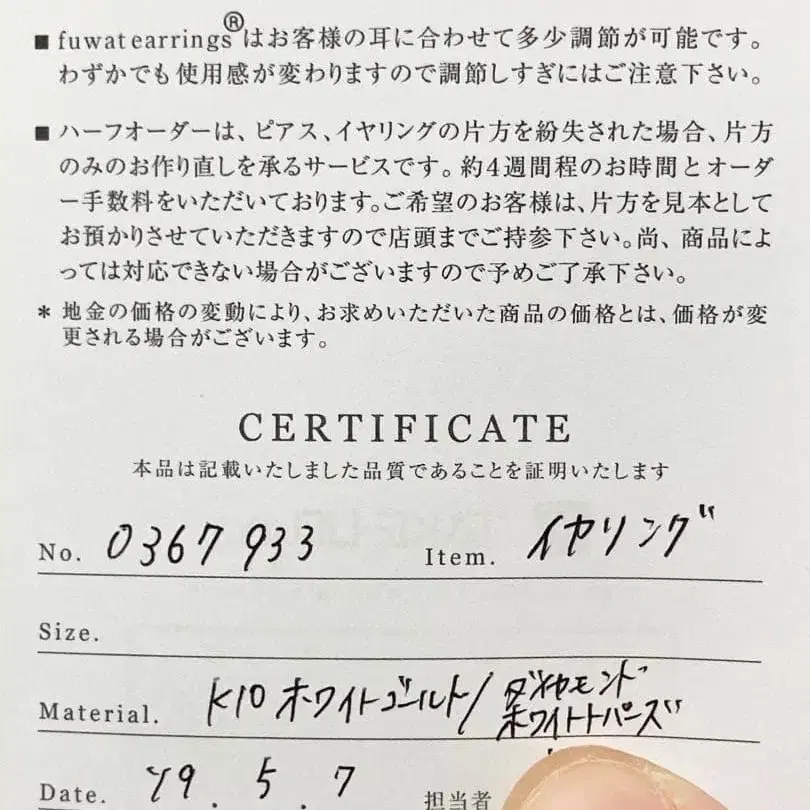 ■ fuwat earrings®はお客様の耳に合わせて多少調節が可能です。
わずかでも使用感が変わりますので調節しすぎにはご注意下さい。
■ ハーフオーダーは、ピアス、イヤリングの片方を紛失された場合、片方
のみのお作り直しを承るサービスです。約4週間程のお時間とオーダ
ー手数料をいただいております。ご希望のお客様は、片方を見本として
お預かりさせていただきますので店頭までご持参下さい。尚、商品によ
っては対応できない場合がございますので予めご了承下さい。
* 地金の価格の変動により、お求めいただいた商品の価格とは、価格が変
更される場合がございます。
CERTIFICATE
本品は記載いたしました品質であることを証明いたします
No. 0367933 Item. イヤリング
Size.
Material. K10 ホワイトゴールド/ダイヤモンド
ホワイトトパーズ
Date. '19. 5. 7 担当者